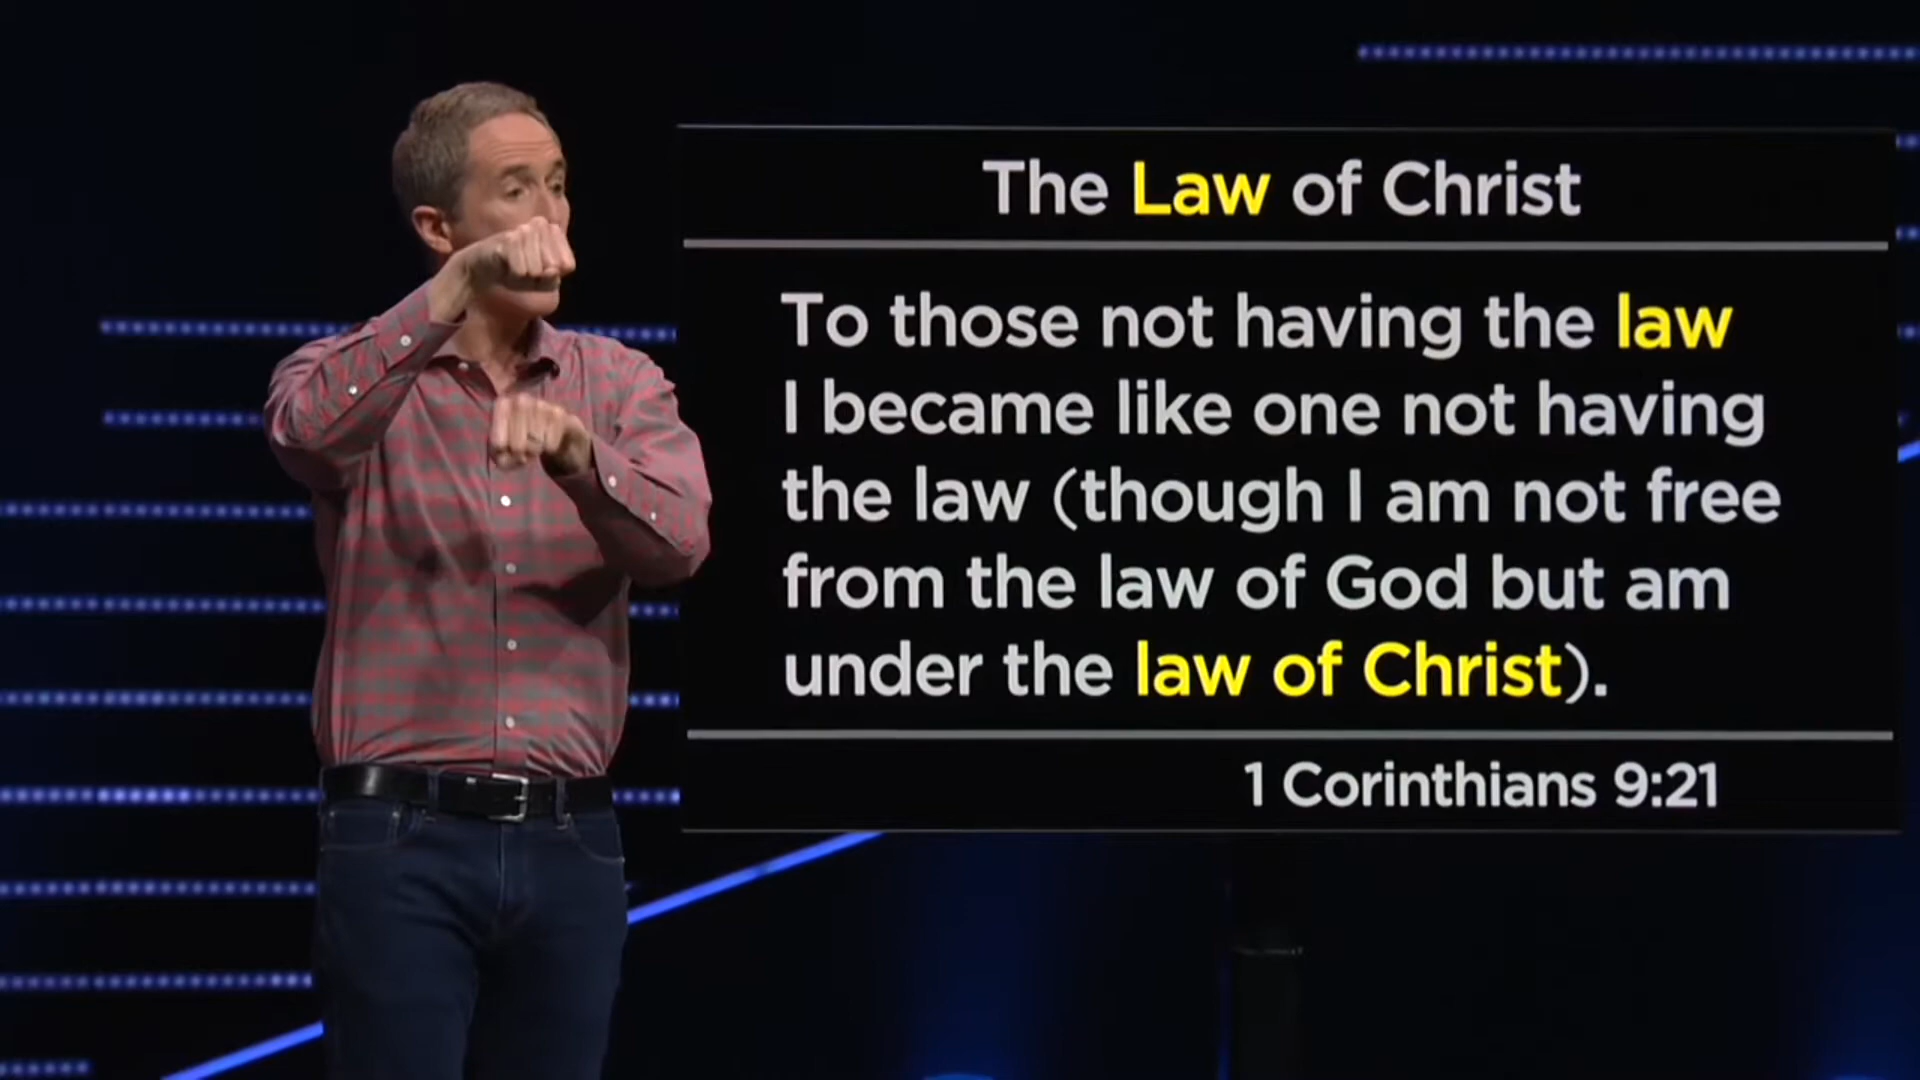 The Law of Christ
To those not having the law
I became like one not having
the law (though I am not free
from the law of God but am
under the law of Christ).
1 Corinthians 9:21